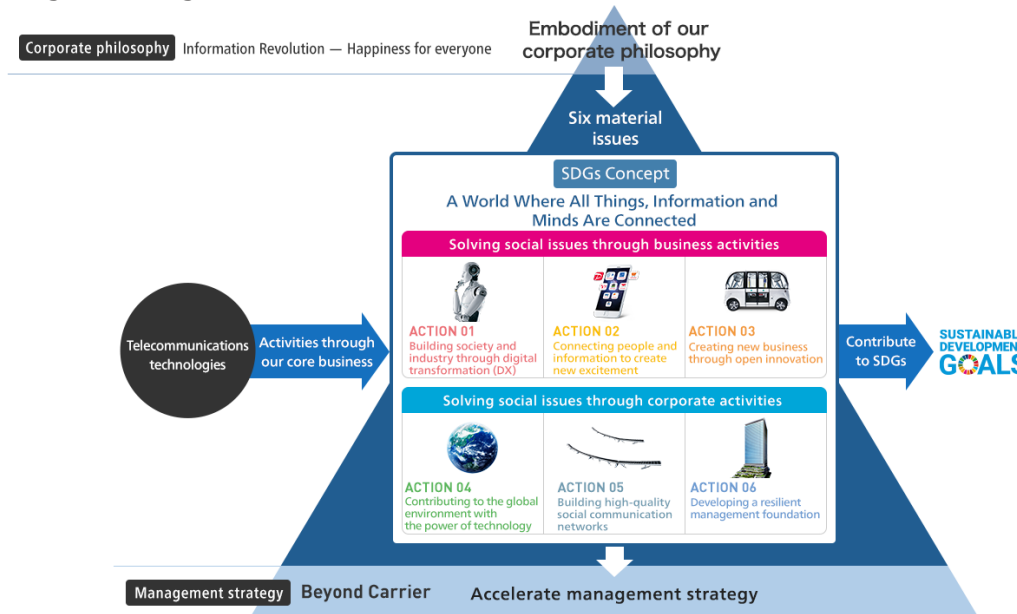 Embodiment of our
corporate philosophy
Corporate philosophy Information Revolution — Happiness for everyone
Six material
issues
SDGs Concept
A World Where All Things, Information and
Minds Are Connected
Solving social issues through business activities
ACTION 01
Building society and
industry through digital
transformation (DX)
ACTION 02
Connecting people and
information to create
new excitement
ACTION 03
Creating new business
through open innovation
Telecommunications
technologies
Activities through
our core business
Contribute
to SDGs
SUSTAINABLE
DEVELOPMENT
GOALS
Solving social issues through corporate activities
ACTION 04
Contributing to the global
environment with
the power of technology
ACTION 05
Building high-quality
social communication
networks
ACTION 06
Developing a resilient
management foundation
Management strategy Beyond Carrier Accelerate management strategy